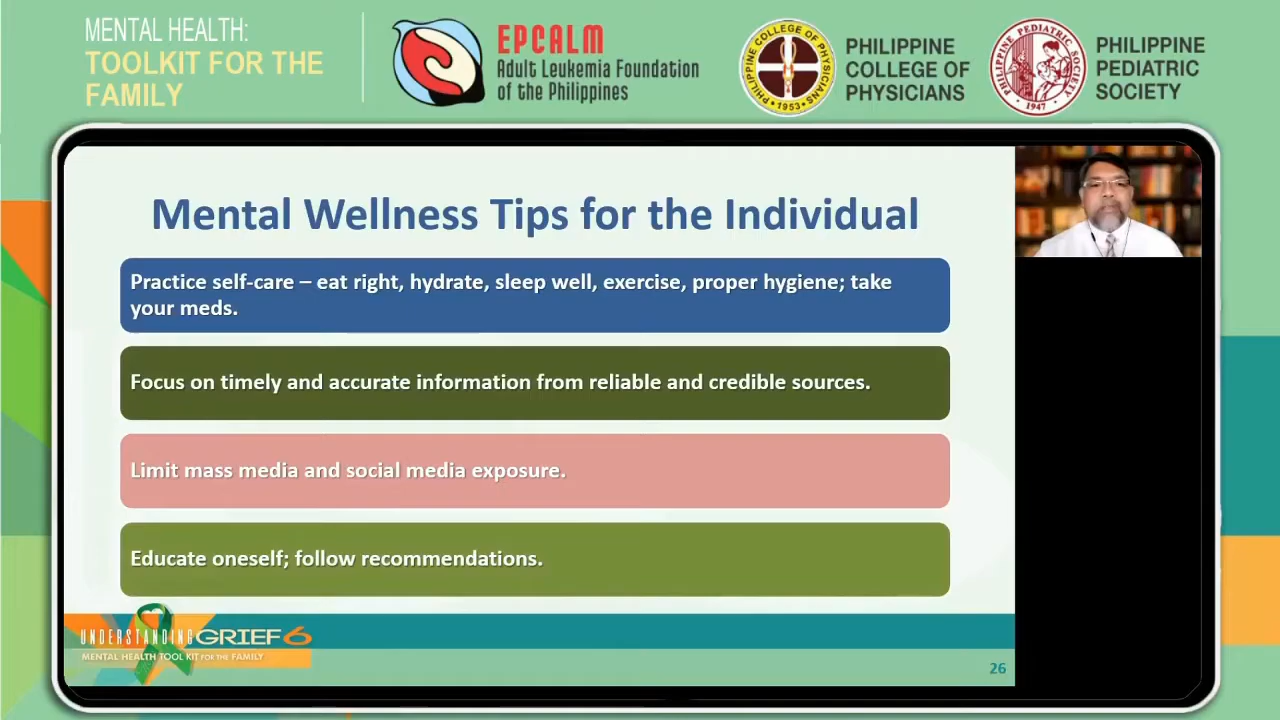 MENTAL HEALTH:
TOOLKIT FOR THE
FAMILY
EPCALM
Adult Leukemia Foundation
of the Philippines
PHILIPPINE COLLEGE OF PHYSICIANS
1953
PHILIPPINE
COLLEGE OF
PHYSICIANS
PHILIPPINE PEDIATRIC SOCIETY
1947
PHILIPPINE
PEDIATRIC
SOCIETY
Mental Wellness Tips for the Individual
Practice self-care – eat right, hydrate, sleep well, exercise, proper hygiene; take
your meds.
Focus on timely and accurate information from reliable and credible sources.
Limit mass media and social media exposure.
Educate oneself; follow recommendations.
UNDERSTANDING GRIEF 6
MENTAL HEALTH TOOL KIT FOR THE FAMILY
26